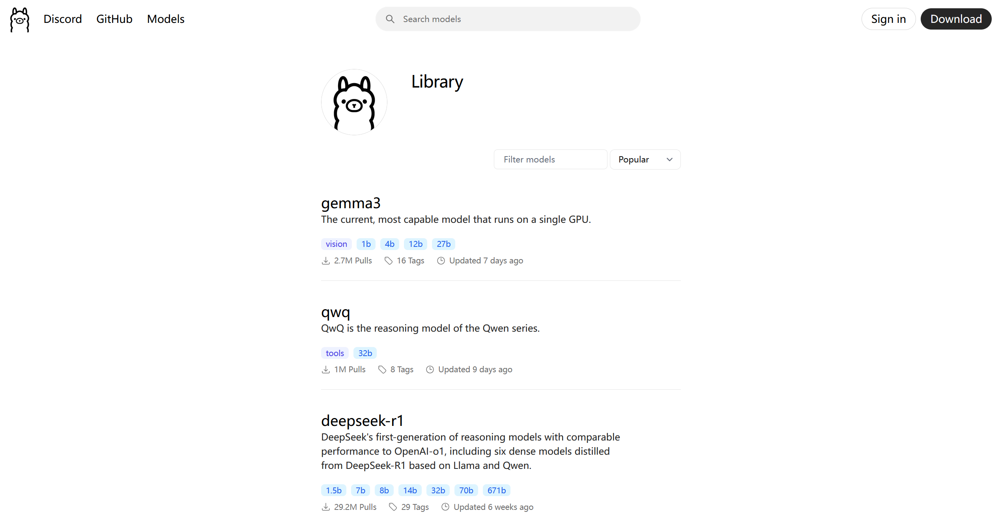 Discord GitHub Models Search models Sign in Download
Library
Filter models Popular
gemma3
The current, most capable model that runs on a single GPU.
vision 1b 4b 12b 27b
2.7M Pulls 16 Tags Updated 7 days ago
qwq
QwQ is the reasoning model of the Qwen series.
tools 32b
1M Pulls 8 Tags Updated 9 days ago
deepseek-r1
DeepSeek's first-generation of reasoning models with comparable
performance to OpenAI-o1, including six dense models distilled
from DeepSeek-R1 based on Llama and Qwen.
1.5b 7b 8b 14b 32b 70b 671b
29.2M Pulls 29 Tags Updated 6 weeks ago